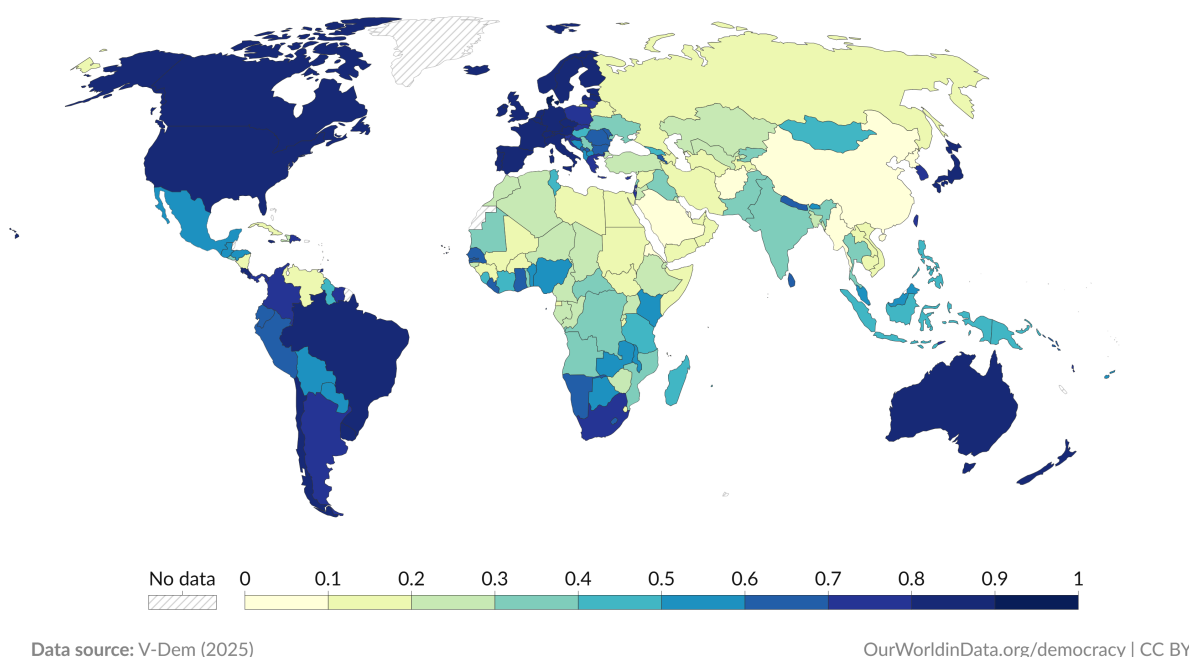 No data 0 0.1 0.2 0.3 0.4 0.5 0.6 0.7 0.8 0.9 1
Data source: V-Dem (2025) OurWorldinData.org/democracy | CC BY